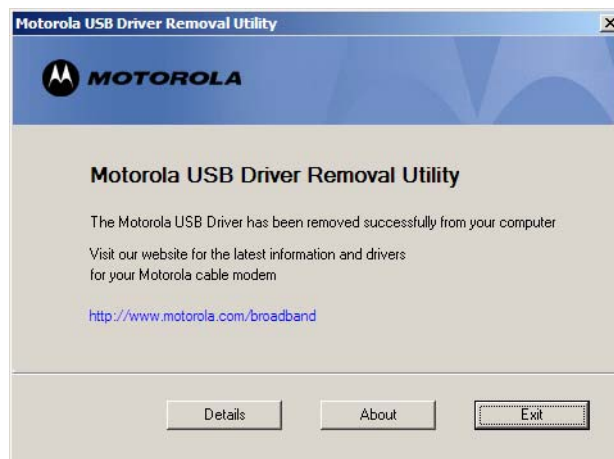 Motorola USB Driver Removal Utility
MOTOROLA
Motorola USB Driver Removal Utility
The Motorola USB Driver has been removed successfully from your computer
Visit our website for the latest information and drivers
for your Motorola cable modem
http://www.motorola.com/broadband
Details About Exit